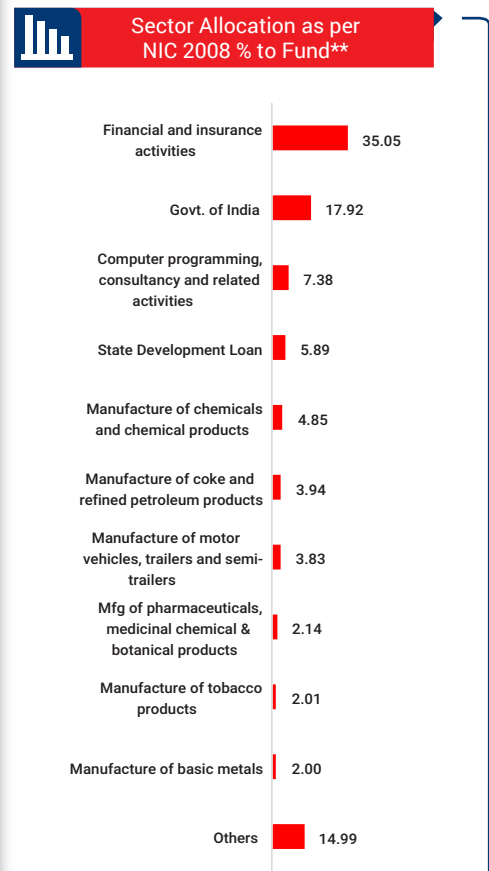 Sector Allocation as per
NIC 2008 % to Fund**
Financial and insurance
activities
35.05
Govt. of India
17.92
Computer programming,
consultancy and related
activities
7.38
State Development Loan
5.89
Manufacture of chemicals
and chemical products
4.85
Manufacture of coke and
refined petroleum products
3.94
Manufacture of motor
vehicles, trailers and semi-
trailers
3.83
Mfg of pharmaceuticals,
medicinal chemical &
botanical products
2.14
Manufacture of tobacco
products
2.01
Manufacture of basic metals
2.00
Others
14.99